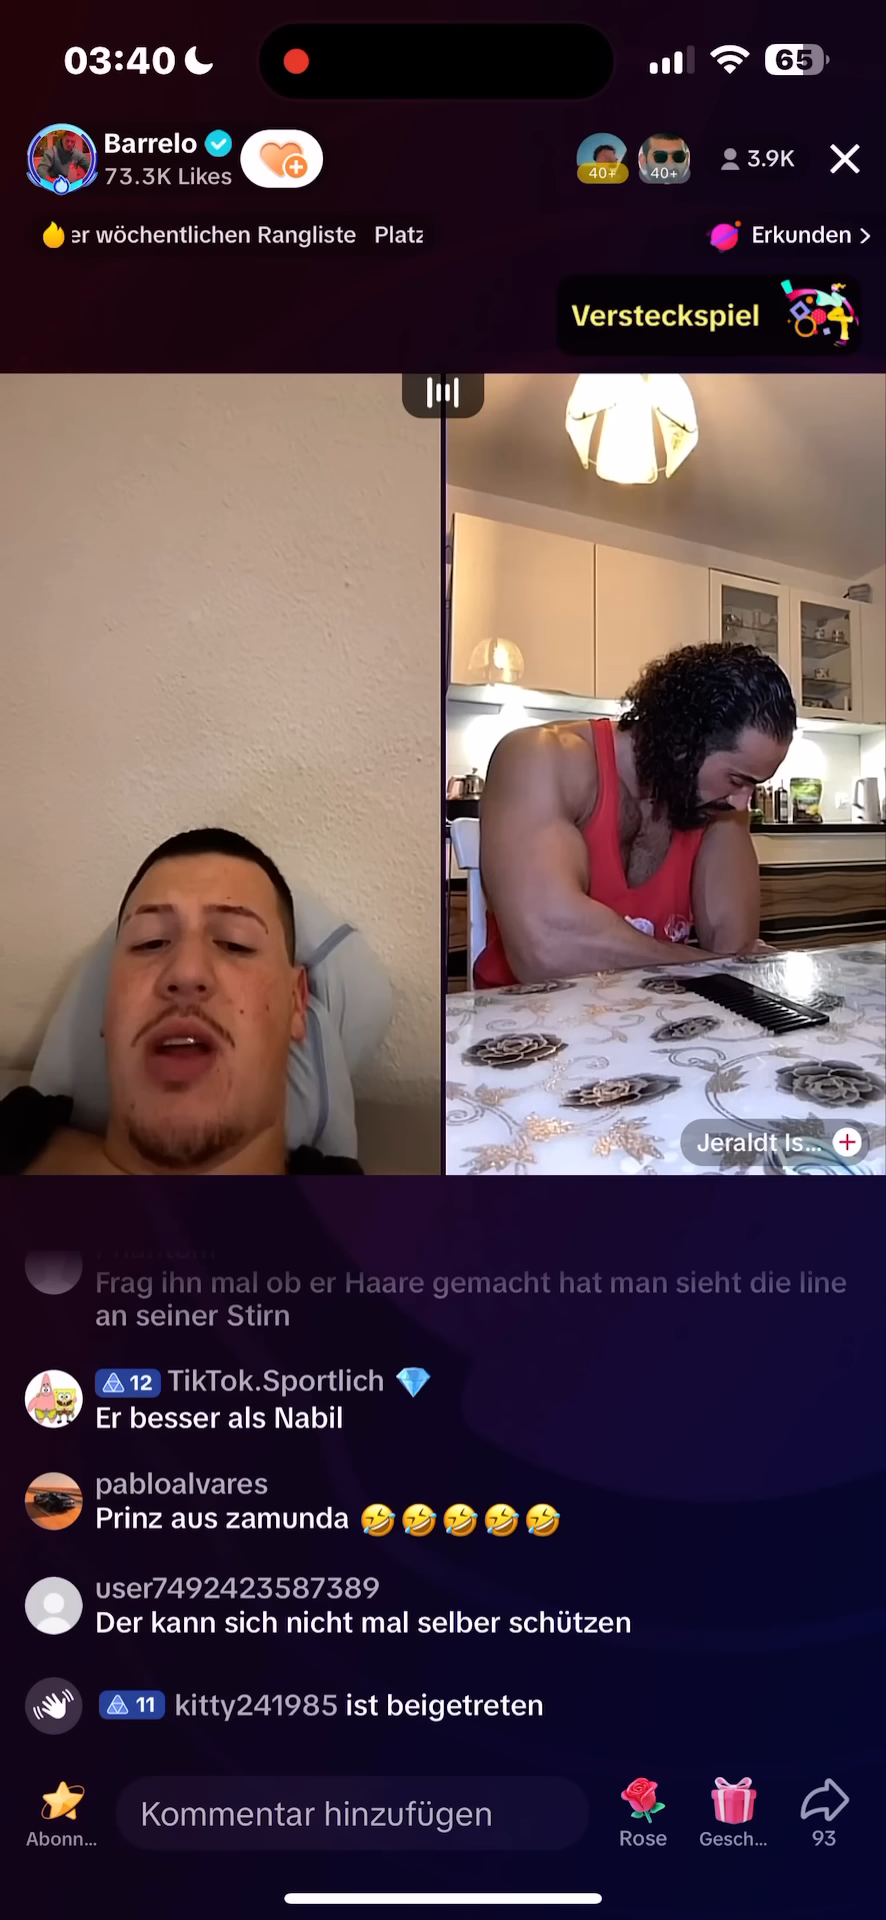 03:40
65
Barrelo
73.3K Likes
40+
40+
3.9K
er wöchentlichen Rangliste Platz
Erkunden >
Versteckspiel
Jeraldt Is...
Frag ihn mal ob er Haare gemacht hat man sieht die line
an seiner Stirn
12 TikTok.Sportlich 💎
Er besser als Nabil
pabloalvares
Prinz aus zamunda 🤣🤣🤣🤣🤣
user7492423587389
Der kann sich nicht mal selber schützen
11 kitty241985 ist beigetreten
Kommentar hinzufügen
Abonn...
Rose
Gesch...
93